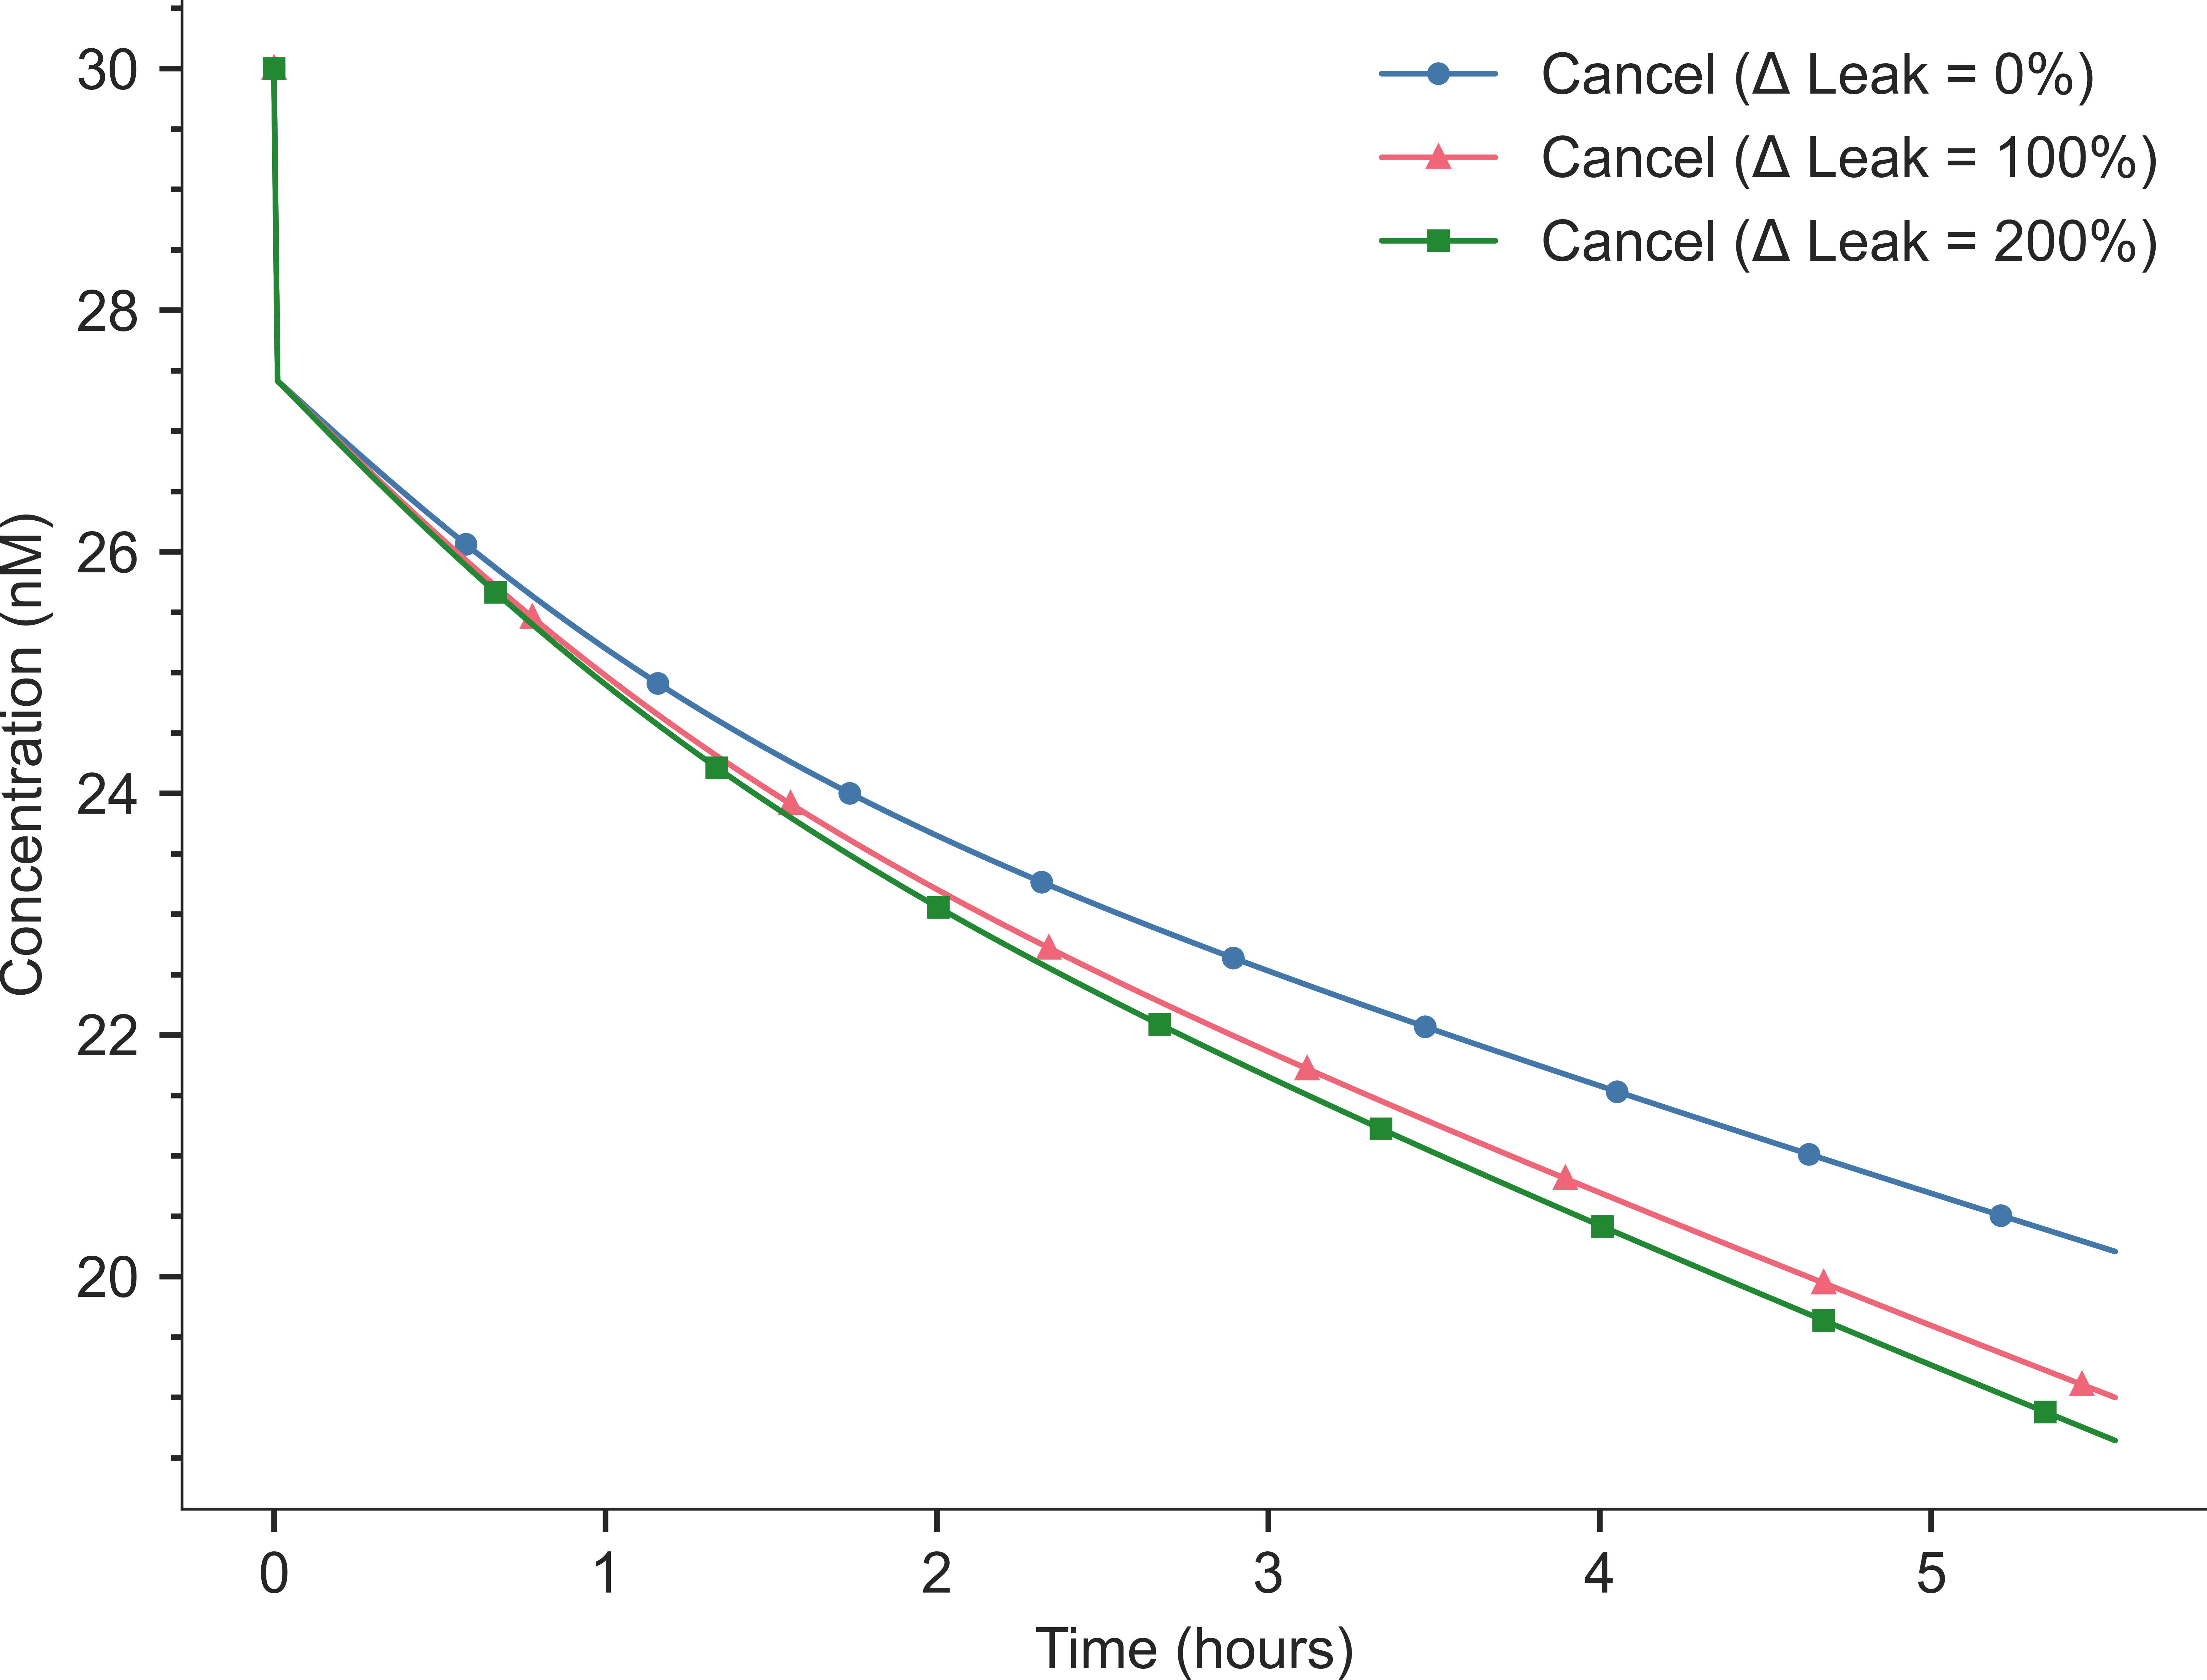 Cancel (Δ Leak = 0%)
Cancel (Δ Leak = 100%)
Cancel (Δ Leak = 200%)
Concentration (nM)
30
28
26
24
22
20
0 1 2 3 4 5
Time (hours)